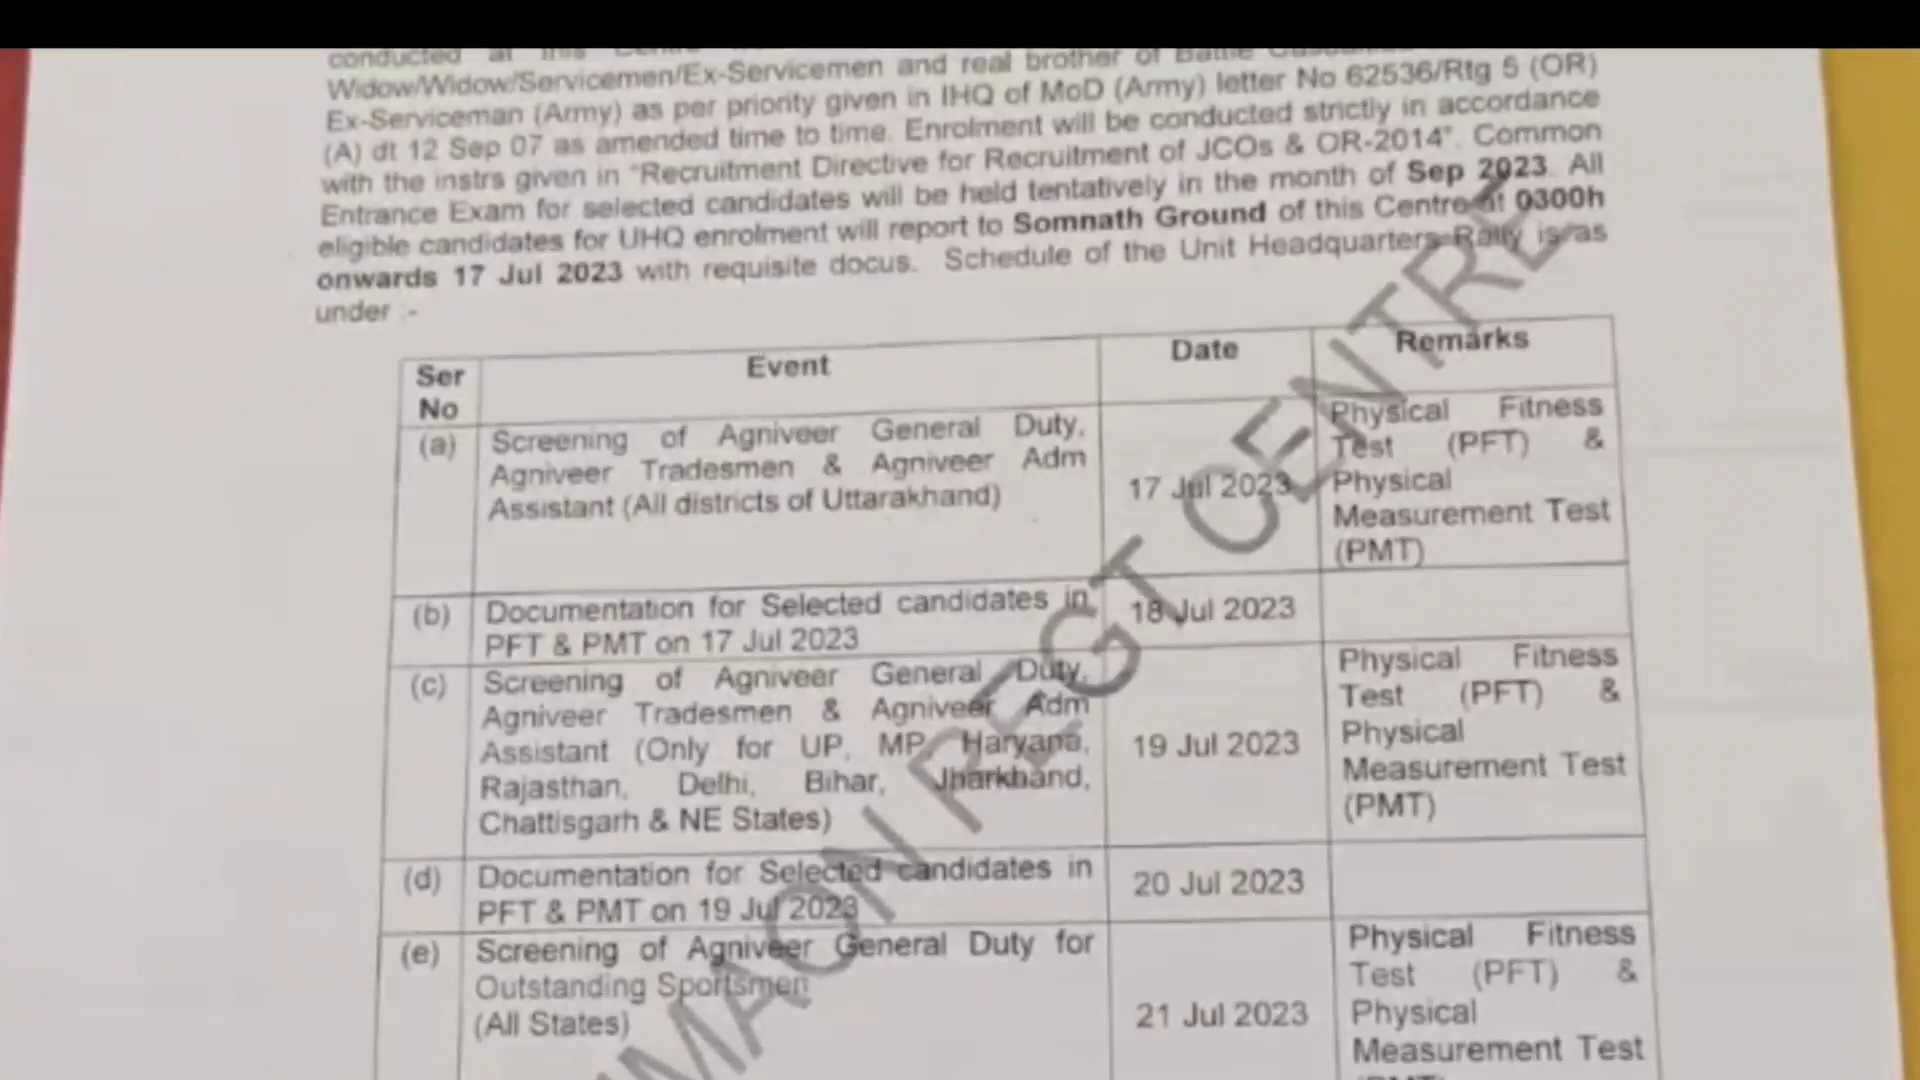 conducted at this Centre
Widow/Widow/Servicemen/Ex-Servicemen and real brother of Battle
Ex-Serviceman (Army) as per priority given in IHQ of MoD (Army) letter No 62536/Rtg 5 (OR)
(A) dt 12 Sep 07 as amended time to time. Enrolment will be conducted strictly in accordance
with the instrs given in "Recruitment Directive for Recruitment of JCOs & OR-2014". Common
Entrance Exam for selected candidates will be held tentatively in the month of Sep 2023. All
eligible candidates for UHQ enrolment will report to Somnath Ground of this Centre at 0300h
onwards 17 Jul 2023 with requisite docus. Schedule of the Unit Headquarters Rally is as
under :-
Ser No Event Date Remarks
(a) Screening of Agniveer General Duty,
Agniveer Tradesmen & Agniveer Adm
Assistant (All districts of Uttarakhand)
17 Jul 2023
Physical Fitness
Test (PFT) &
Physical
Measurement Test
(PMT)
(b) Documentation for Selected candidates in
PFT & PMT on 17 Jul 2023
18 Jul 2023
(c) Screening of Agniveer General Duty,
Agniveer Tradesmen & Agniveer Adm
Assistant (Only for UP, MP, Haryana,
Rajasthan, Delhi, Bihar, Jharkhand,
Chattisgarh & NE States)
19 Jul 2023
Physical Fitness
Test (PFT) &
Physical
Measurement Test
(PMT)
(d) Documentation for Selected candidates in
PFT & PMT on 19 Jul 2023
20 Jul 2023
(e) Screening of Agniveer General Duty for
Outstanding Sportsmen
(All States)
21 Jul 2023
Physical Fitness
Test (PFT) &
Physical
Measurement Test
MAON REGT CENTRE